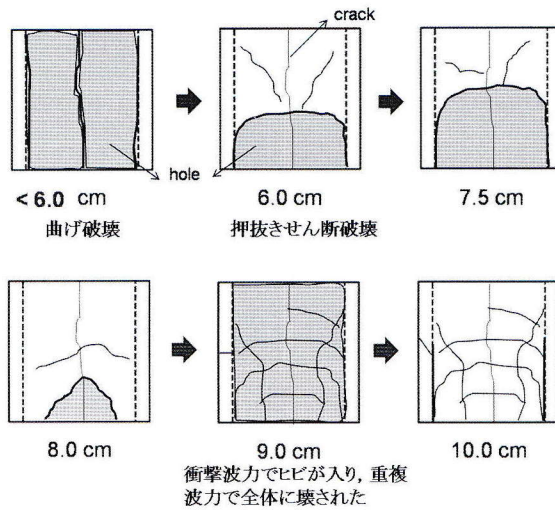 crack
hole
< 6.0 cm
6.0 cm
7.5 cm
曲げ破壊
押抜きせん断破壊
8.0 cm
9.0 cm
10.0 cm
衝撃波力でヒビが入り, 重複
波力で全体に壊された